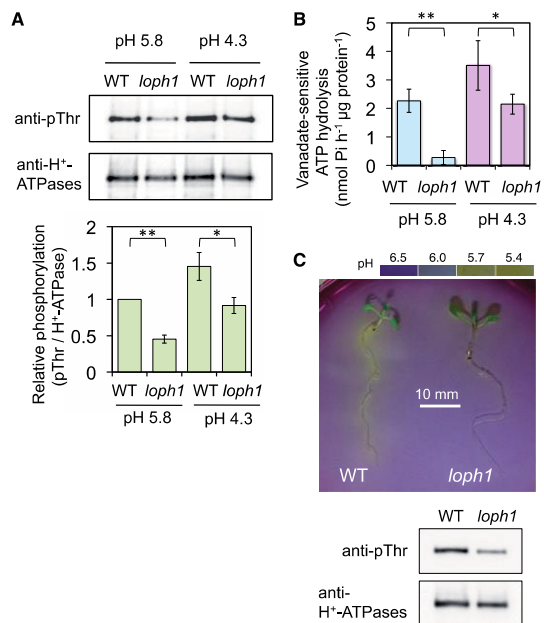 A
pH 5.8 pH 4.3
WT loph1 WT loph1
anti-pThr
anti-H⁺-
ATPases
Relative phosphorylation
(pThr / H⁺-ATPase)
2
1.5
1
0.5
0
** *
WT loph1 WT loph1
pH 5.8 pH 4.3
B
Vanadate-sensitive
ATP hydrolysis
(nmol Pi h⁻¹ µg protein⁻¹)
5
4
3
2
1
0
** *
WT loph1 WT loph1
pH 5.8 pH 4.3
C
pH 6.5 6.0 5.7 5.4
10 mm
WT loph1
WT loph1
anti-pThr
anti-
H⁺-ATPases